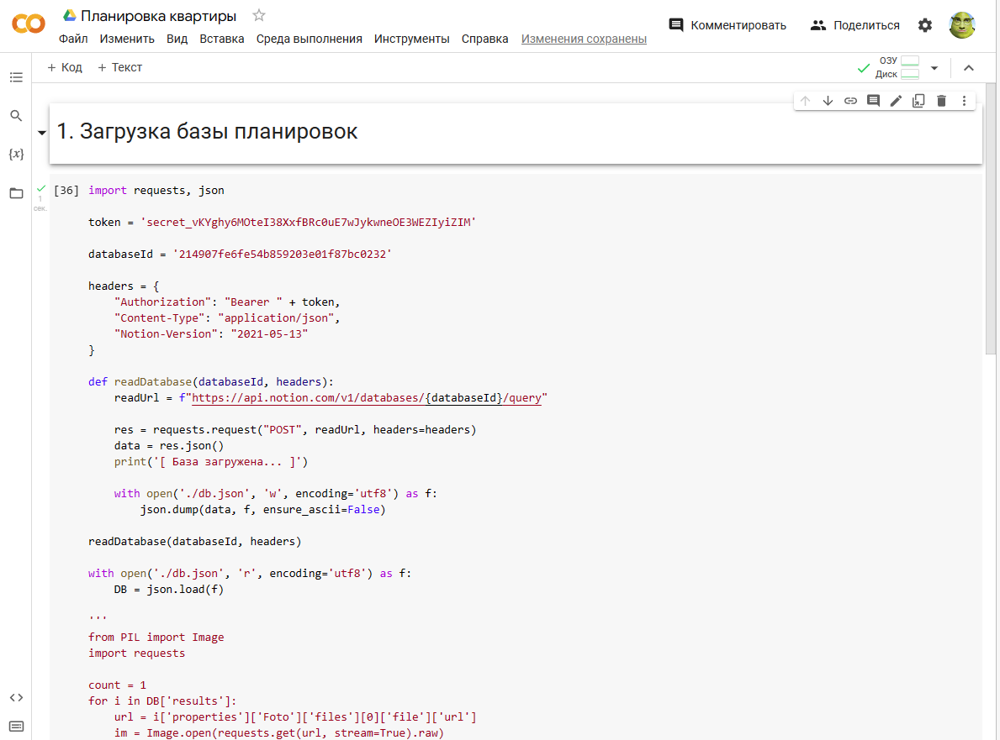 Планировка квартиры
Файл Изменить Вид Вставка Среда выполнения Инструменты Справка Изменения сохранены
Комментировать Поделиться
+ Код + Текст
ОЗУ
Диск
1. Загрузка базы планировок
{x}
1
сек.
[36] import requests, json
token = 'secret_vKYghy6MOteI38XxfBRc0uE7wJykwneOE3WEZIyiZIM'
databaseId = '214907fe6fe54b859203e01f87bc0232'
headers = {
"Authorization": "Bearer " + token,
"Content-Type": "application/json",
"Notion-Version": "2021-05-13"
}
def readDatabase(databaseId, headers):
readUrl = f"https://api.notion.com/v1/databases/{databaseId}/query"
res = requests.request("POST", readUrl, headers=headers)
data = res.json()
print('[ База загружена... ]')
with open('./db.json', 'w', encoding='utf8') as f:
json.dump(data, f, ensure_ascii=False)
readDatabase(databaseId, headers)
with open('./db.json', 'r', encoding='utf8') as f:
DB = json.load(f)
'''
from PIL import Image
import requests
count = 1
for i in DB['results']:
url = i['properties']['Foto']['files'][0]['file']['url']
im = Image.open(requests.get(url, stream=True).raw)